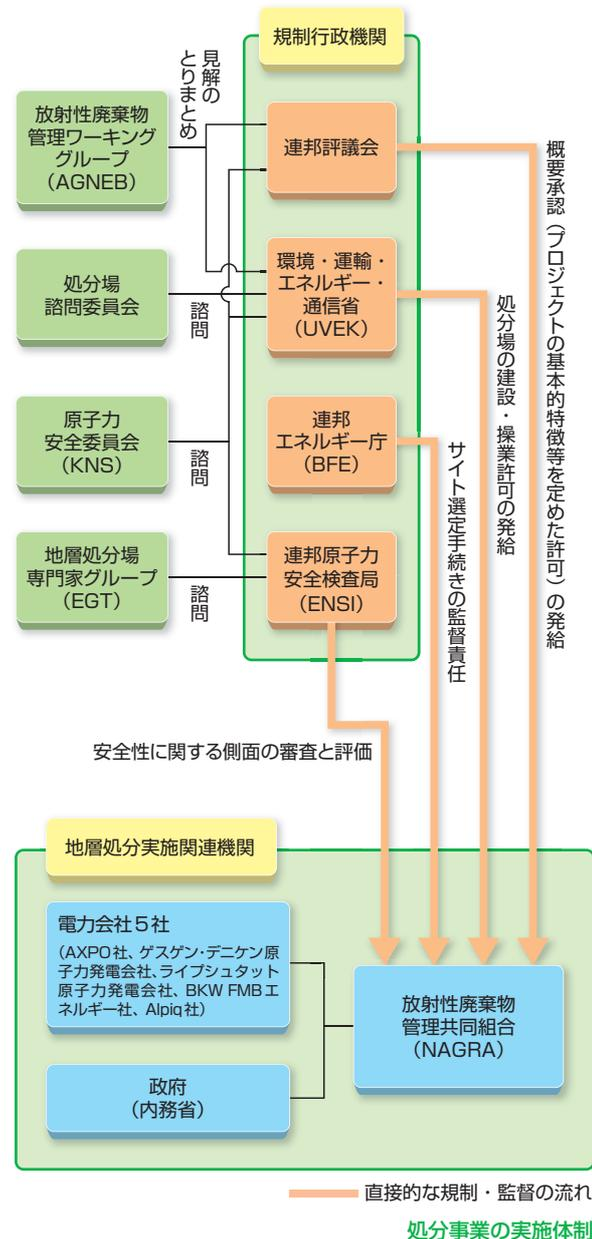 規制行政機関
見解の
とりまとめ
放射性廃棄物
管理ワーキング
グループ
（AGNEB）
連邦評議会
概要承認（プロジェクトの基本的特徴等を定めた許可）の発給
処分場
諮問委員会
諮問
環境・運輸・
エネルギー・
通信省
（UVEK）
処分場の建設・操業許可の発給
原子力
安全委員会
（KNS）
諮問
連邦
エネルギー庁
（BFE）
サイト選定手続きの監督責任
地層処分場
専門家グループ
（EGT）
諮問
連邦原子力
安全検査局
（ENSI）
安全性に関する側面の審査と評価
地層処分実施関連機関
電力会社５社
（AXPO社、ゲスゲン・デニケン原
子力発電会社、ライプシュタット
原子力発電会社、BKW FMBエ
ネルギー社、Alpiq社）
政府
（内務省）
放射性廃棄物
管理共同組合
（NAGRA）
直接的な規制・監督の流れ
処分事業の実施体制